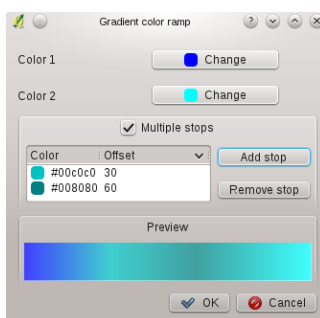 Gradient color ramp
Color 1 Change
Color 2 Change
Multiple stops
Color Offset
#00c0c0 30
#008080 60
Add stop
Remove stop
Preview
OK Cancel